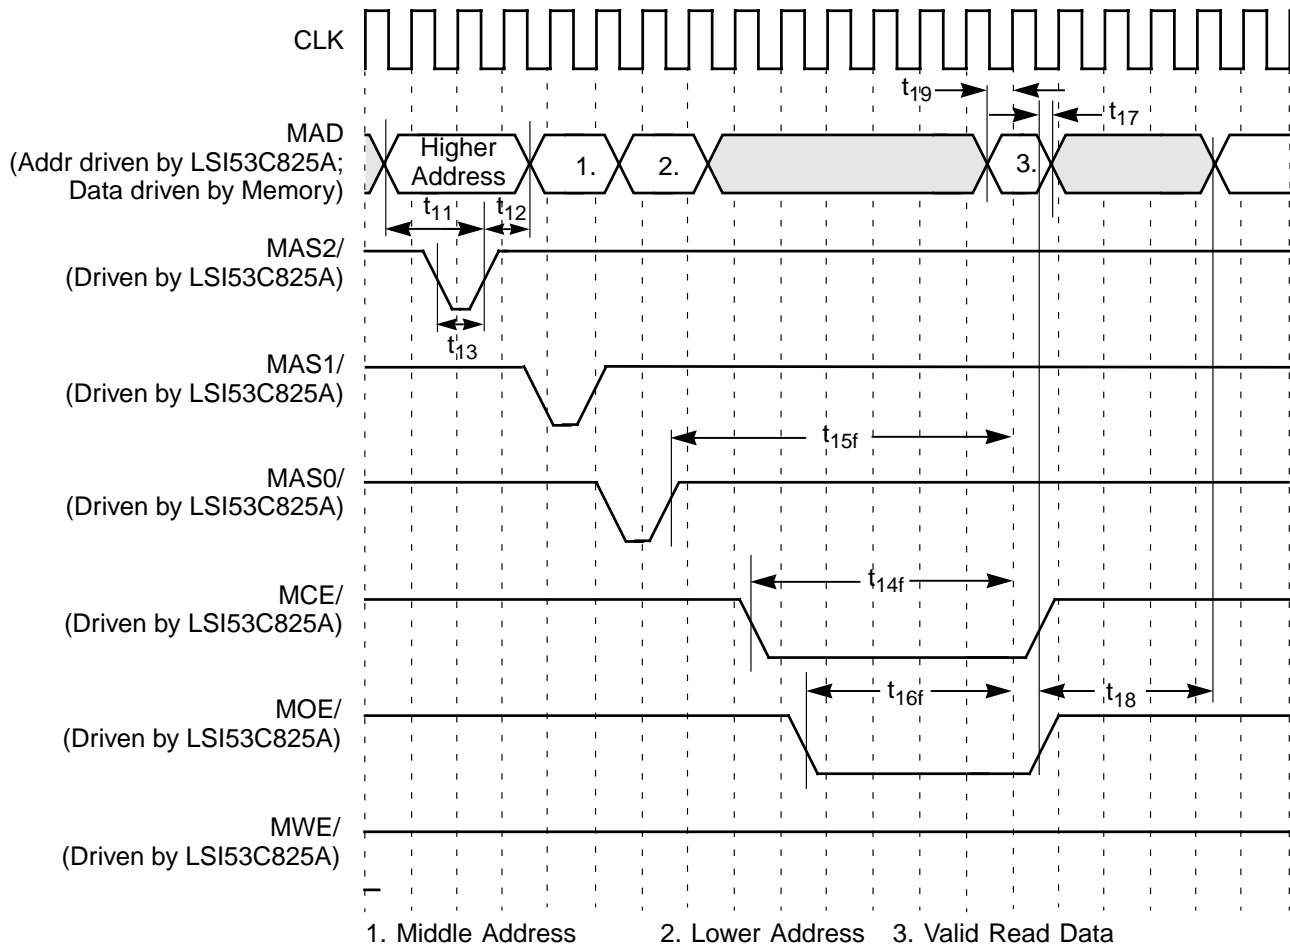 CLK
t19
t17
MAD
(Addr driven by LSI53C825A;
Data driven by Memory)
Higher
Address
1.
2.
3.
t11
t12
MAS2/
(Driven by LSI53C825A)
t13
MAS1/
(Driven by LSI53C825A)
t15f
MAS0/
(Driven by LSI53C825A)
t14f
MCE/
(Driven by LSI53C825A)
t16f
t18
MOE/
(Driven by LSI53C825A)
MWE/
(Driven by LSI53C825A)
1. Middle Address 2. Lower Address 3. Valid Read Data